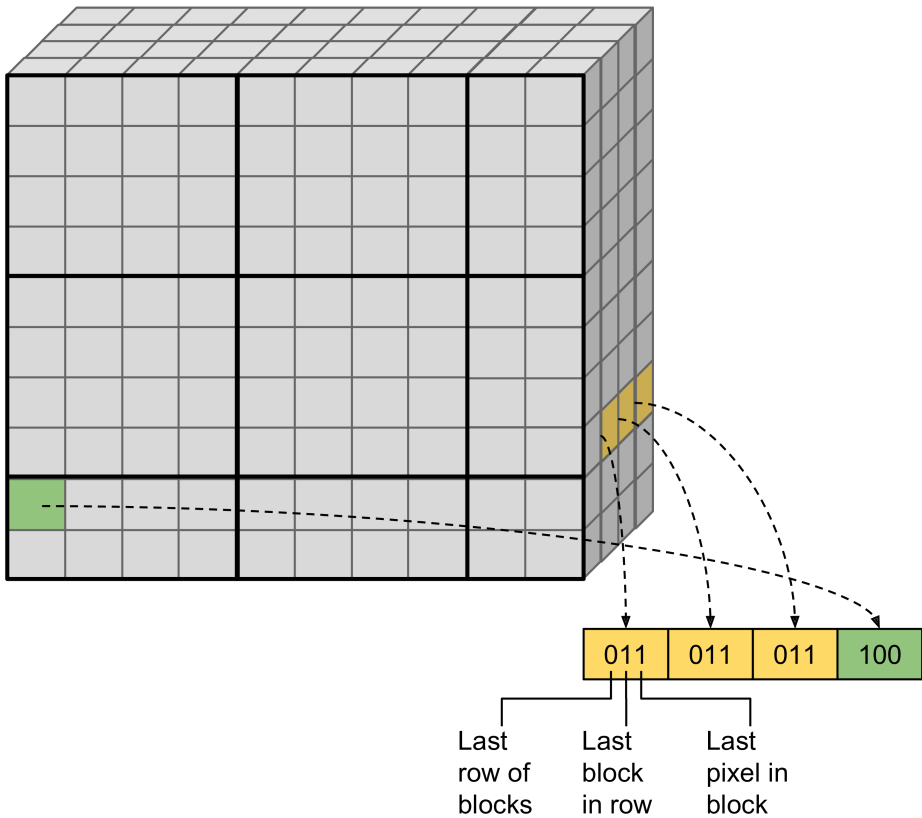 011 011 011 100
Last Last Last
row of block pixel in
blocks in row block